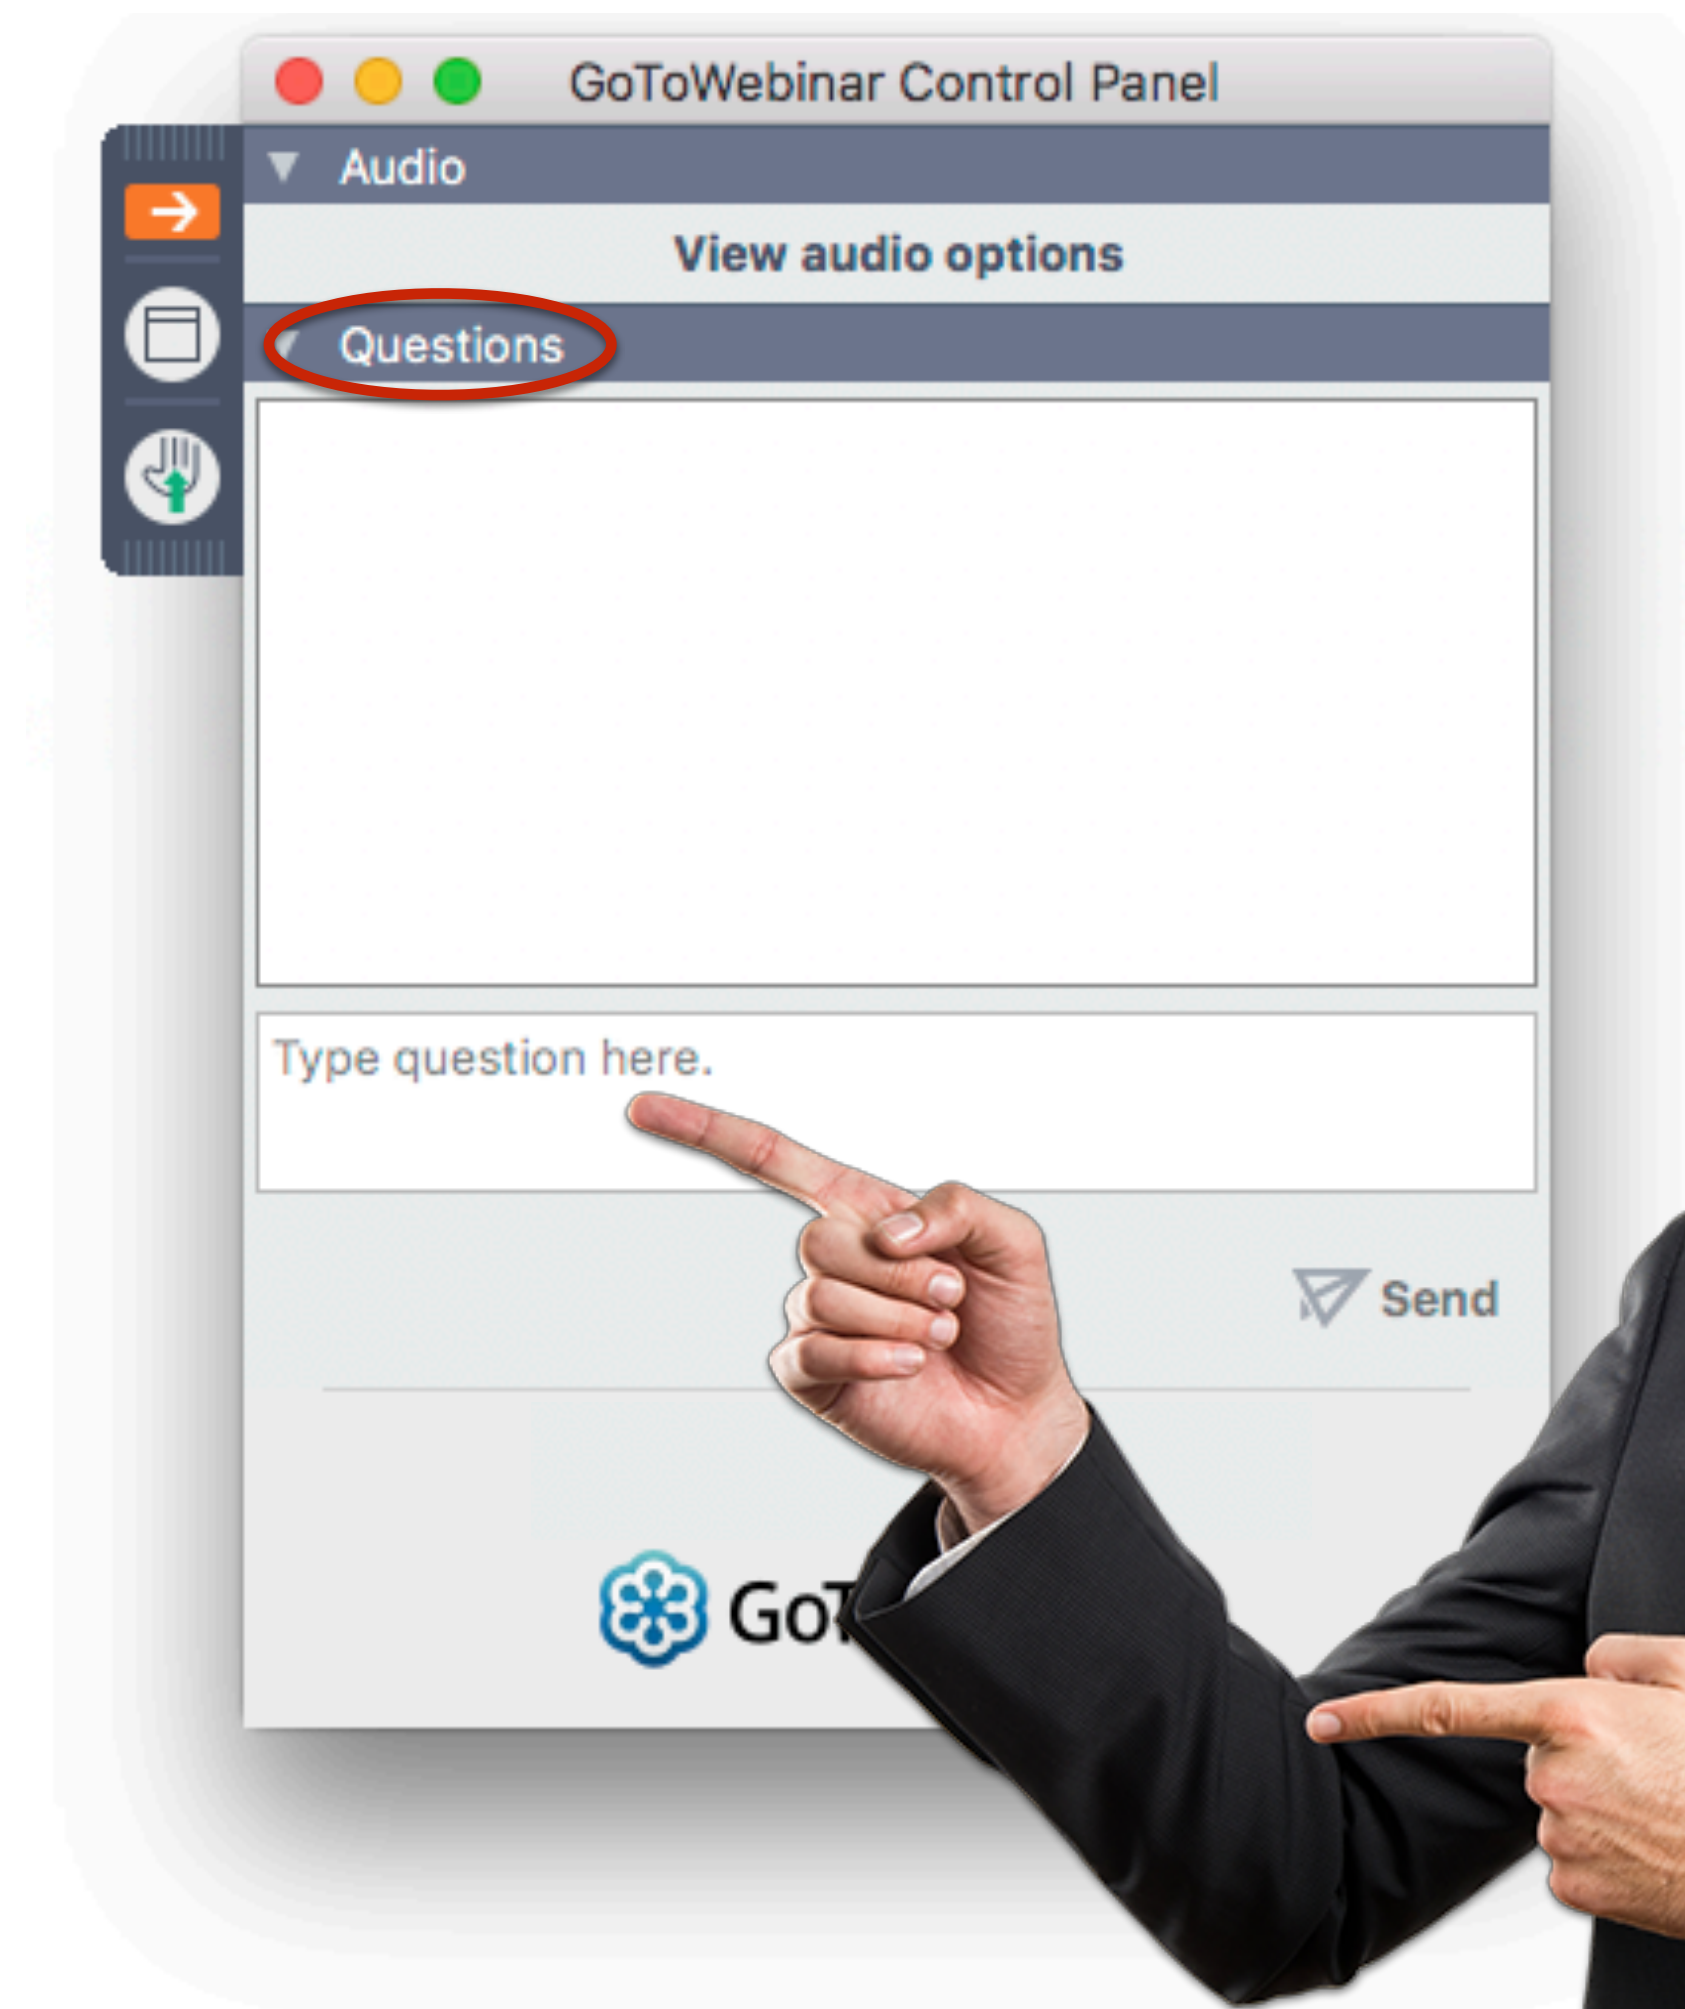 GoToWebinar Control Panel
Audio
View audio options
Questions
Type question here.
Send